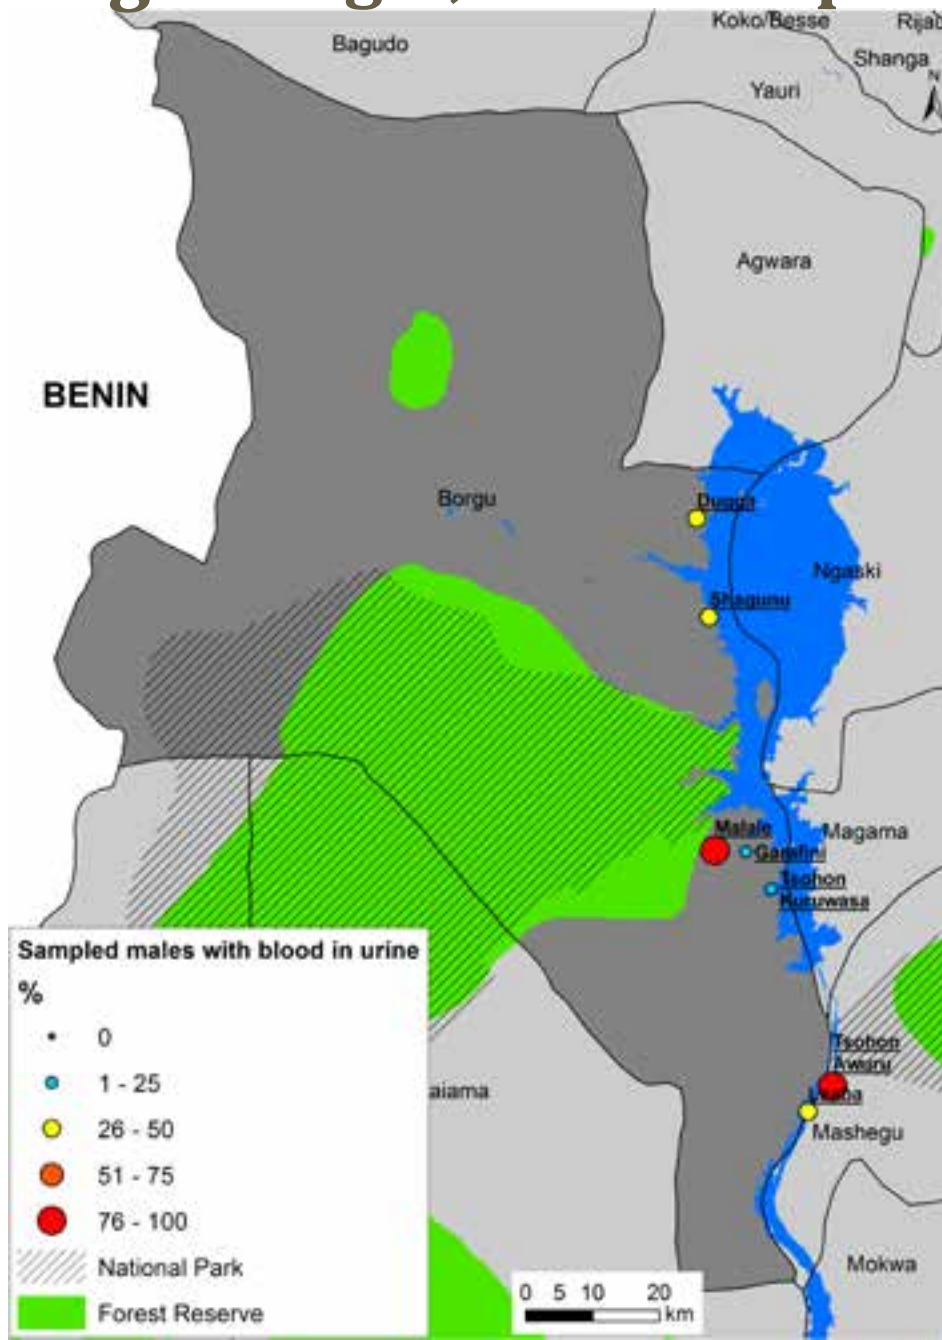 Koko/Besse
Bagudo
Shanga
Yauri
N
Agwara
BENIN
Borgu
Dugga
Ngaski
Shagunu
Malale
Magama
Garafini
Tsohon
Kuruwasa
Sampled males with blood in urine
%
0
1 - 25
26 - 50
51 - 75
76 - 100
National Park
Forest Reserve
Tsohon
Awuru
aiama
Mashegu
Mokwa
0 5 10 20
km